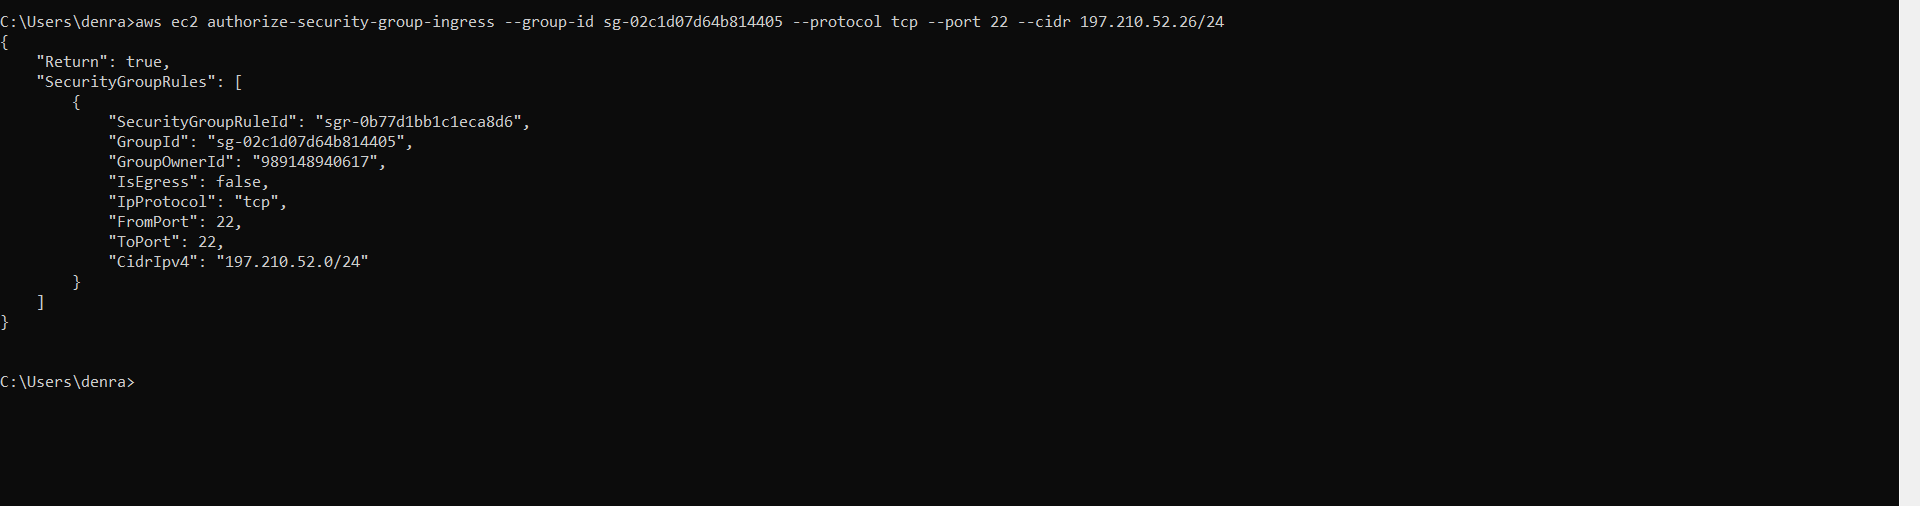 C:\Users\denra>aws ec2 authorize-security-group-ingress --group-id sg-02c1d07d64b814405 --protocol tcp --port 22 --cidr 197.210.52.26/24
{
    "Return": true,
    "SecurityGroupRules": [
        {
            "SecurityGroupRuleId": "sgr-0b77d1bb1c1eca8d6",
            "GroupId": "sg-02c1d07d64b814405",
            "GroupOwnerId": "989148940617",
            "IsEgress": false,
            "IpProtocol": "tcp",
            "FromPort": 22,
            "ToPort": 22,
            "CidrIpv4": "197.210.52.0/24"
        }
    ]
}
C:\Users\denra>